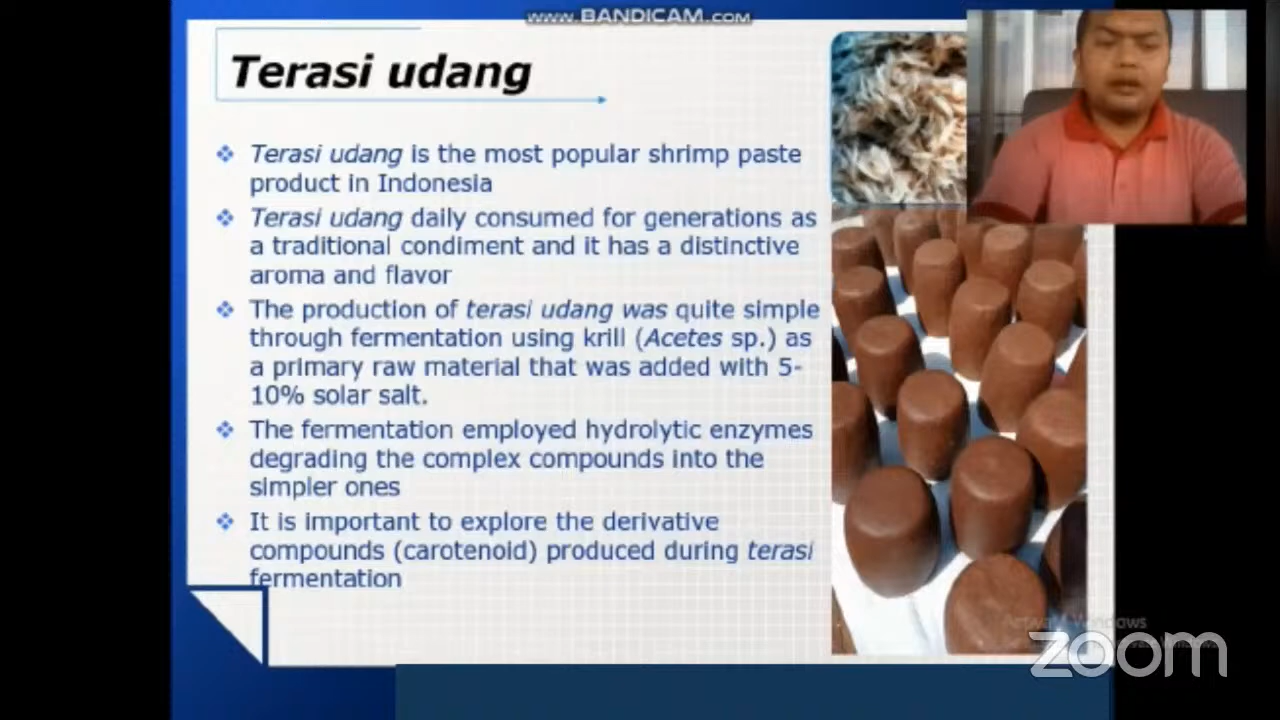 www.BANDICAM.com
Terasi udang
Terasi udang is the most popular shrimp paste
product in Indonesia
Terasi udang daily consumed for generations as
a traditional condiment and it has a distinctive
aroma and flavor
The production of terasi udang was quite simple
through fermentation using krill (Acetes sp.) as
a primary raw material that was added with 5-
10% solar salt.
The fermentation employed hydrolytic enzymes
degrading the complex compounds into the
simpler ones
It is important to explore the derivative
compounds (carotenoid) produced during terasi
fermentation
Activate Windows
zoom